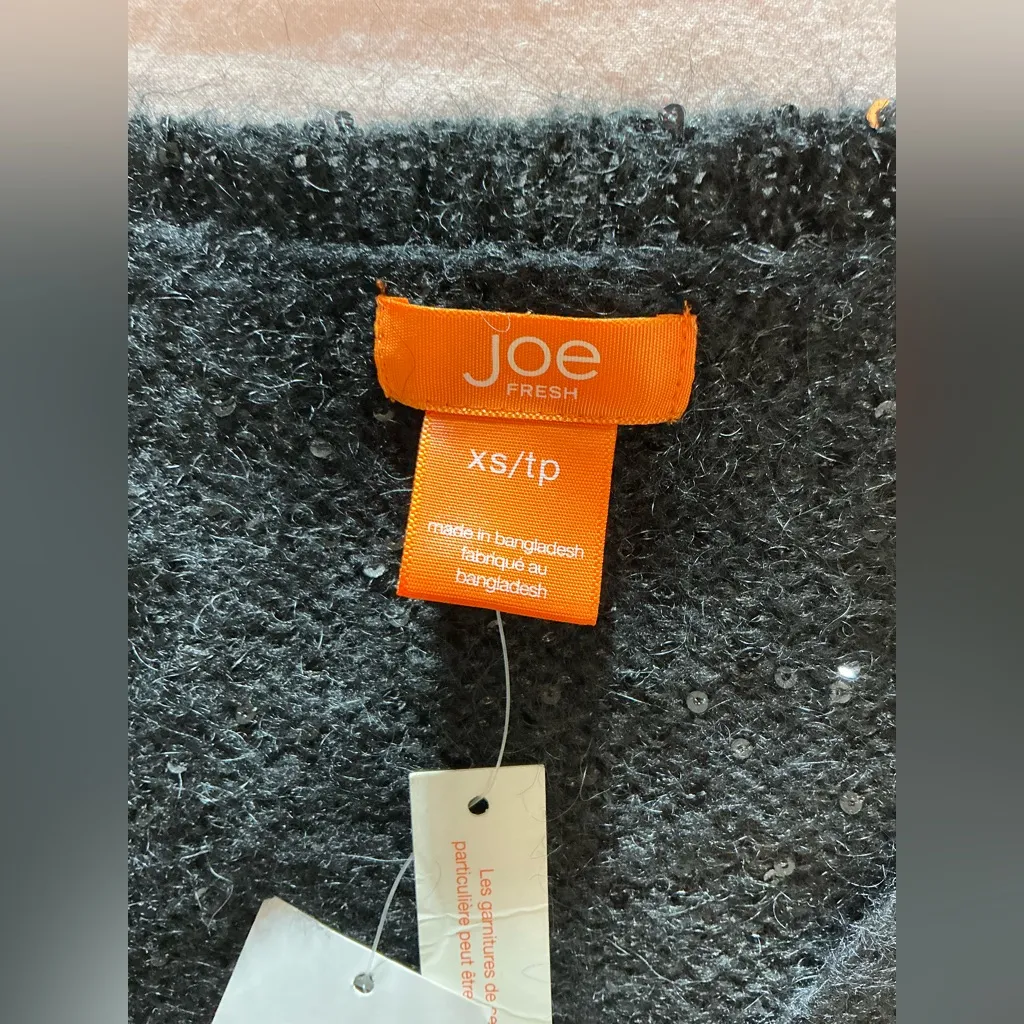 joe
FRESH
xs/tp
made in bangladesh
fabriqué au
bangladesh
Les garnitures de
particulière peut être